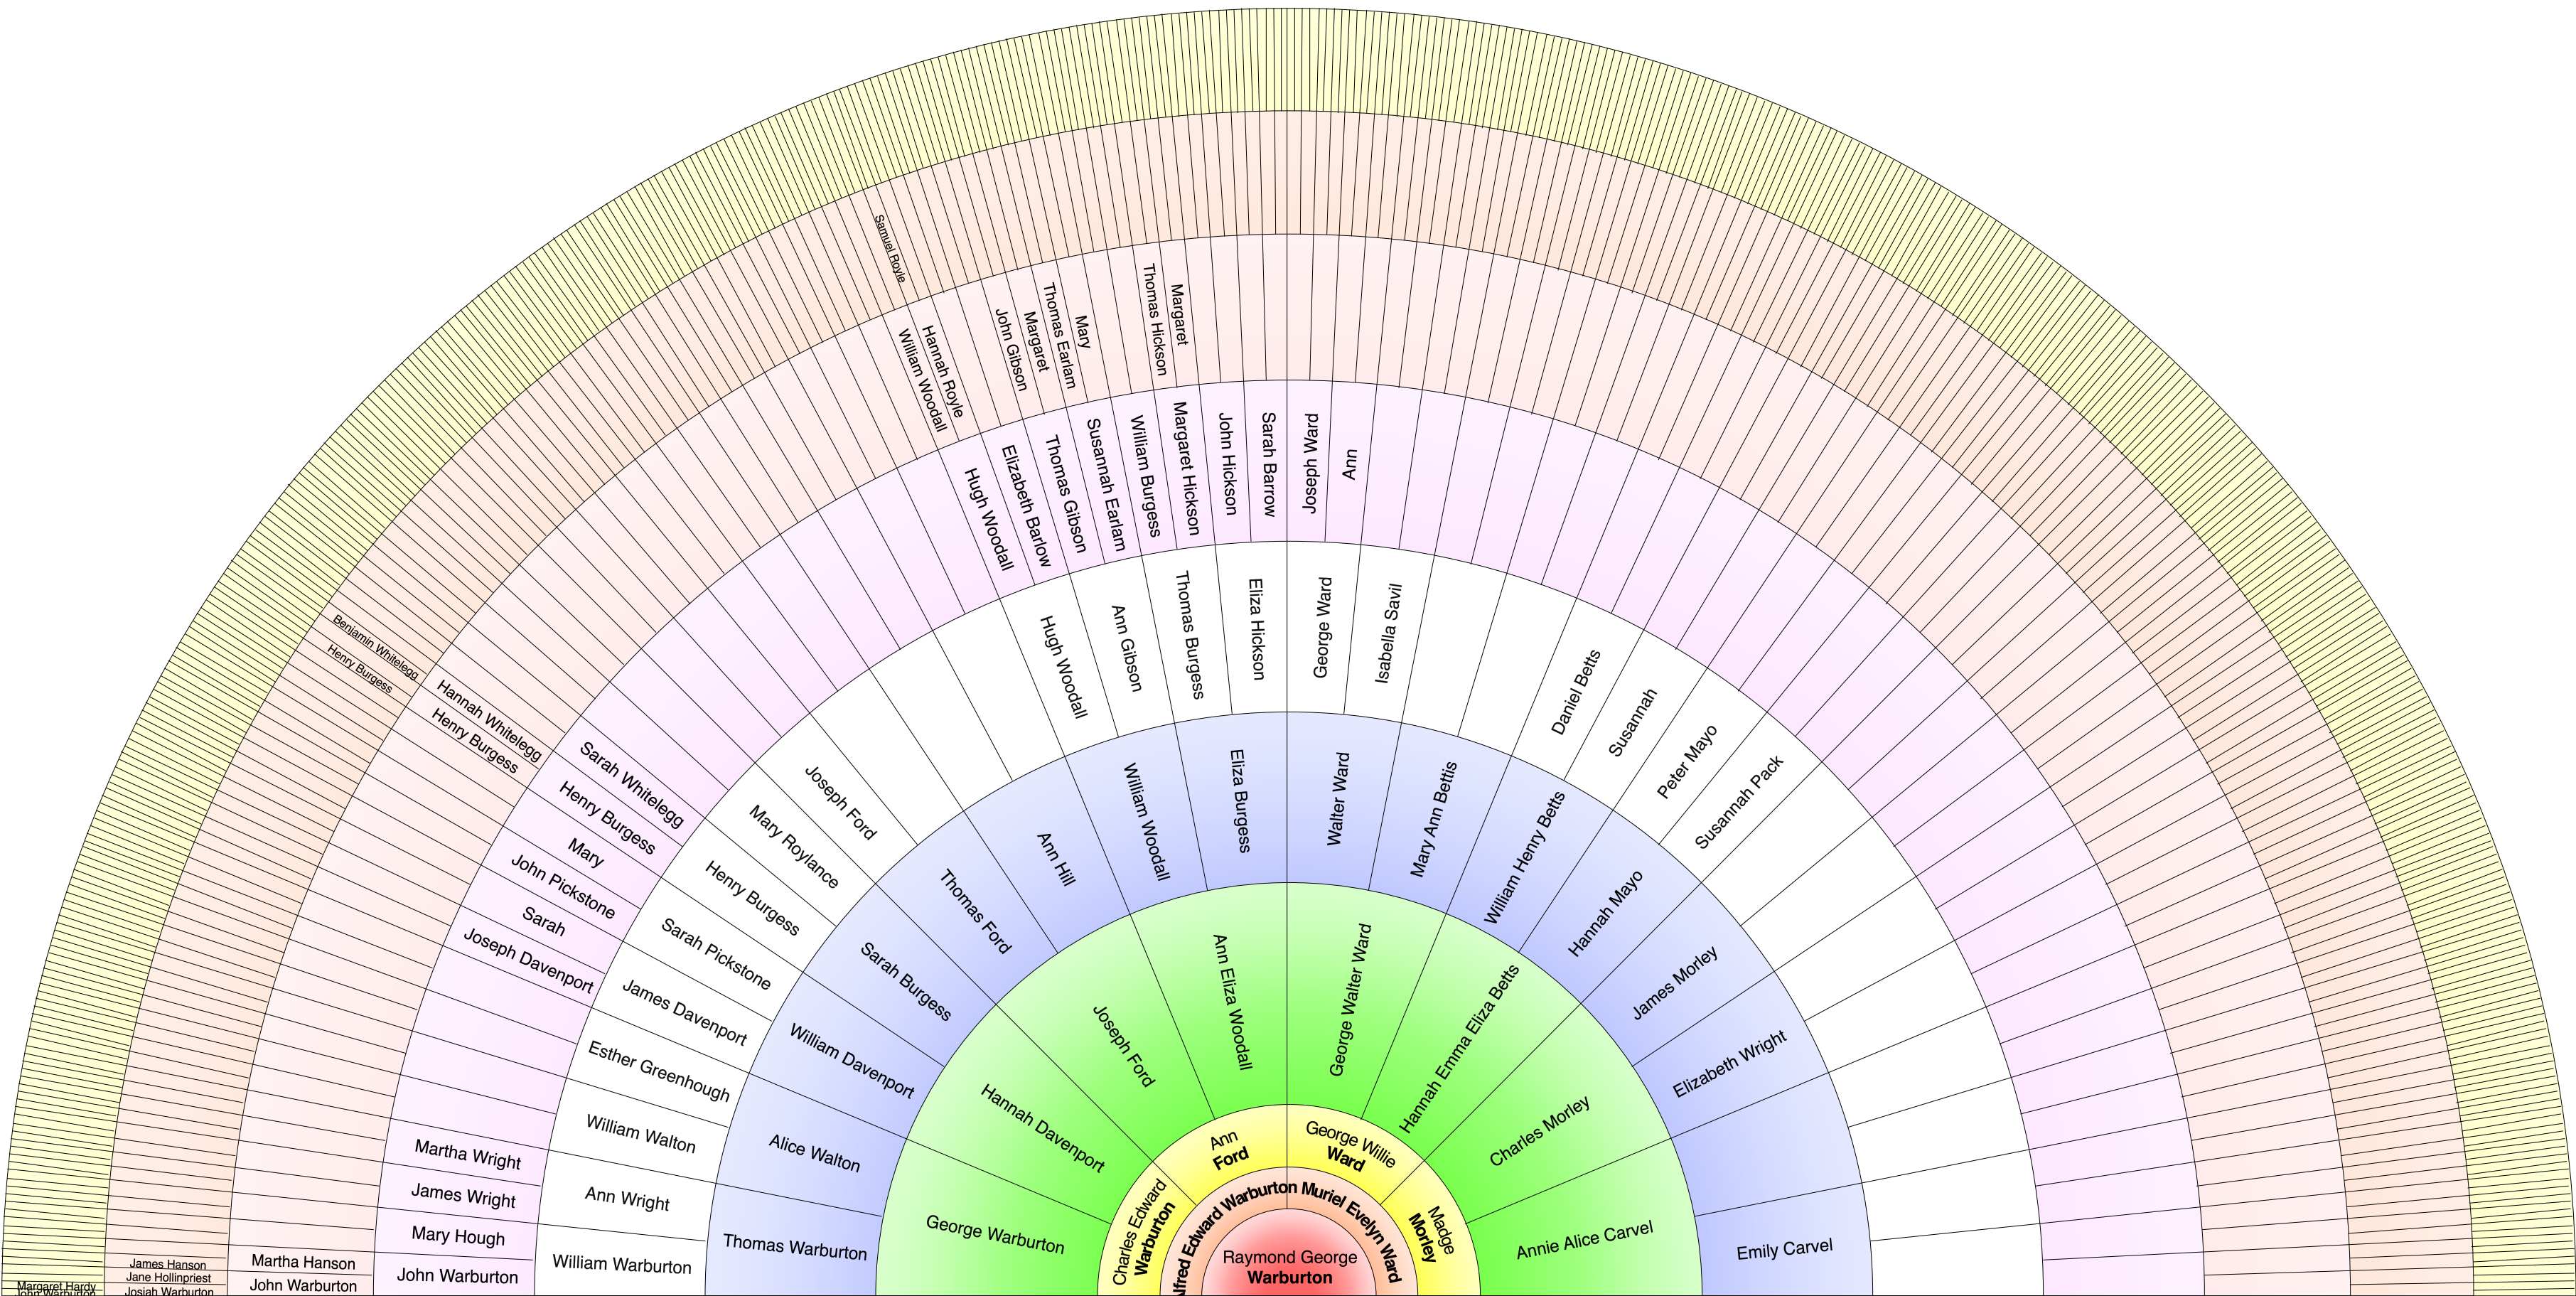 Raymond George
Warburton
Alfred Edward Warburton
Muriel Evelyn Ward
Charles Edward
Warburton
Ann
Ford
George Willie
Ward
Madge
Morley
George Warburton
Hannah Davenport
Joseph Ford
Ann Eliza Woodall
George Walter Ward
Hannah Emma Eliza Betts
Charles Morley
Annie Alice Carvel
Thomas Warburton
Alice Walton
William Davenport
Sarah Burgess
Thomas Ford
Ann Hill
William Woodall
Eliza Burgess
Walter Ward
Mary Ann Bettis
William Henry Betts
Hannah Mayo
James Morley
Elizabeth Wright
Emily Carvel
William Warburton
Ann Wright
William Walton
Esther Greenhough
James Davenport
Sarah Pickstone
Henry Burgess
Mary Roylance
Joseph Ford
Hugh Woodall
Ann Gibson
Thomas Burgess
Eliza Hickson
George Ward
Isabella Savil
Daniel Betts
Susannah
Peter Mayo
Susannah Pack
John Warburton
Mary Hough
James Wright
Martha Wright
Joseph Davenport
Sarah
John Pickstone
Mary
Henry Burgess
Sarah Whitelegg
Hugh Woodall
Elizabeth Barlow
Thomas Gibson
Susannah Earlam
William Burgess
Margaret Hickson
John Hickson
Sarah Barrow
Joseph Ward
Ann
John Warburton
Martha Hanson
Henry Burgess
Hannah Whitelegg
William Woodall
Hannah Royle
John Gibson
Margaret
Thomas Earlam
Mary
Thomas Hickson
Margaret
Josiah Warburton
Jane Hollinpriest
James Hanson
Henry Burgess
Benjamin Whitelegg
Samuel Royle
John Warburton
Margaret Hardy